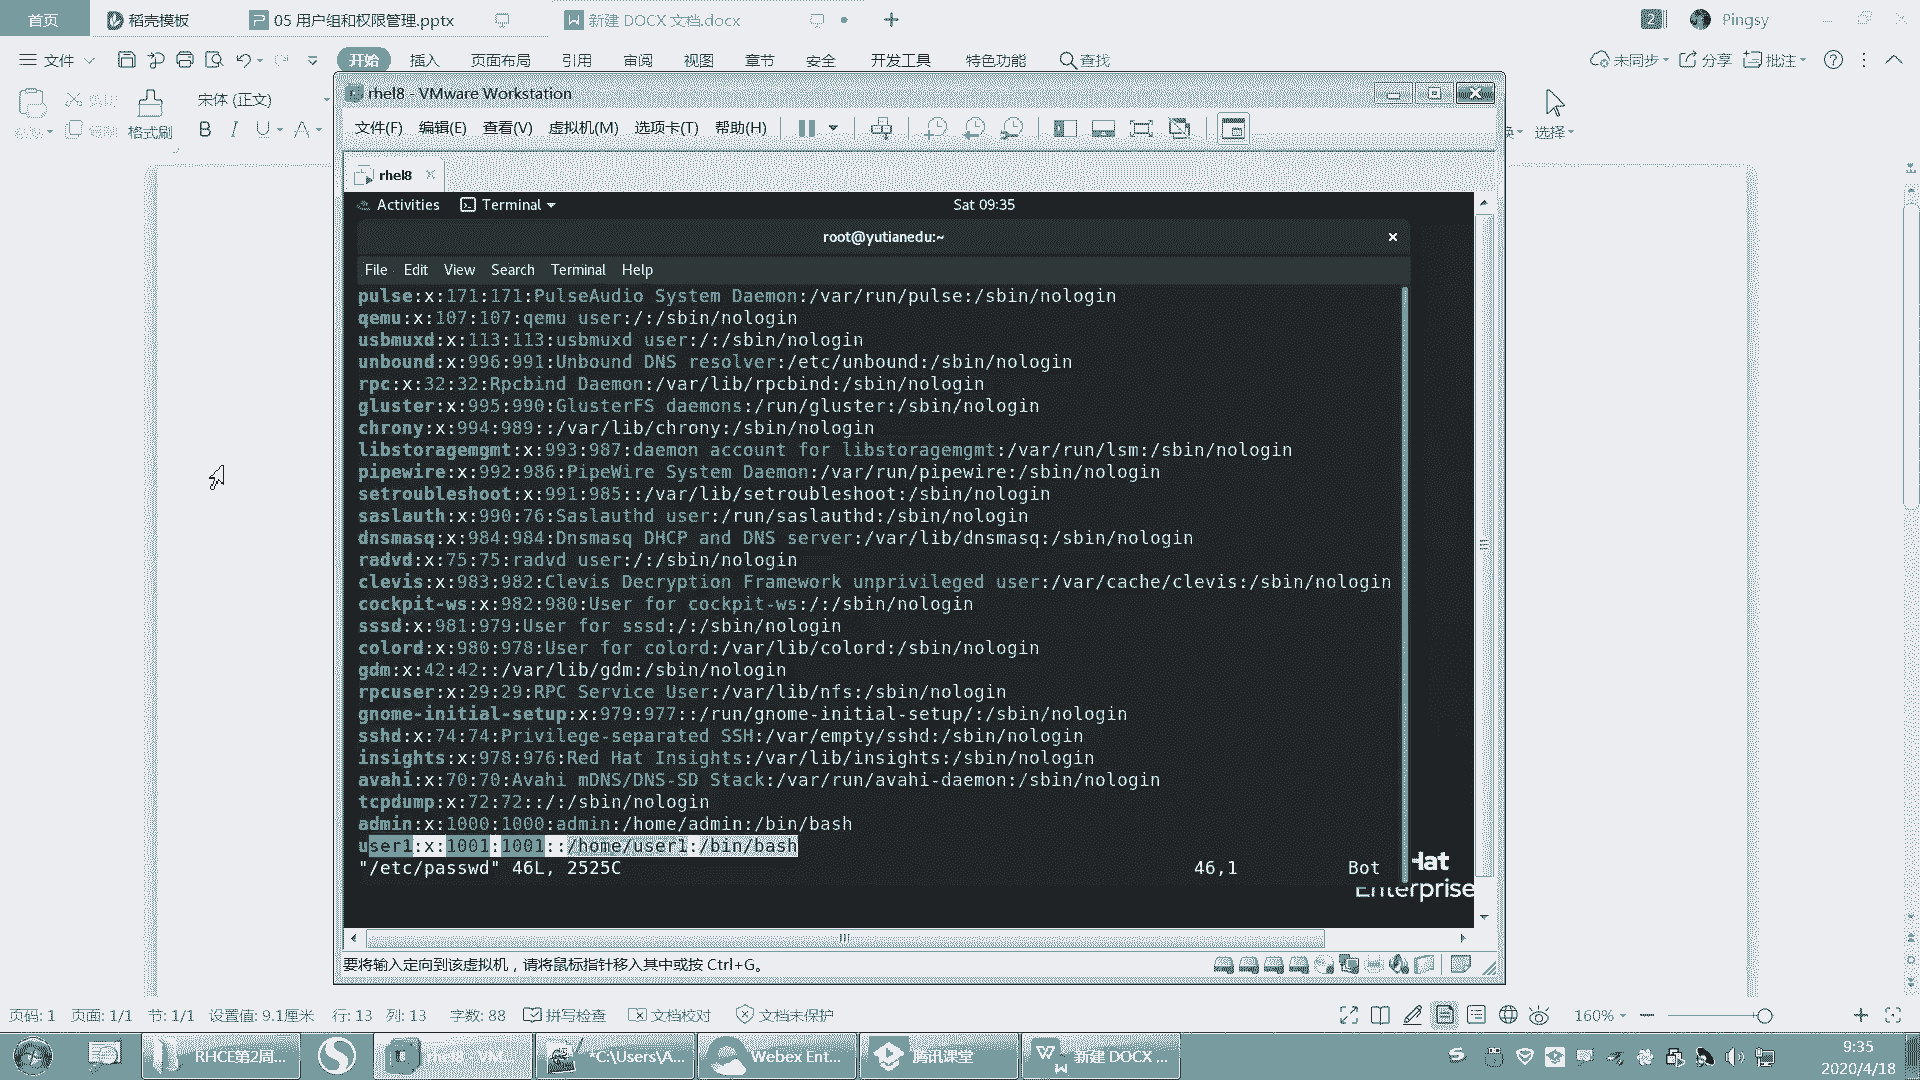 首页 稻壳模板 05 用户组和权限管理.pptx 新建 DOCX 文档.docx 2 Pingsy
文件 开始 插入 页面布局 引用 审阅 视图 章节 安全 开发工具 特色功能 查找 未同步 分享 批注
格式刷 宋体 (正文) B I U A 选择
rhel8 - VMware Workstation
文件(F) 编辑(E) 查看(V) 虚拟机(M) 选项卡(T) 帮助(H)
rhel8
Activities Terminal Sat 09:35
root@yutianedu:~
File Edit View Search Terminal Help
pulse:x:171:171:PulseAudio System Daemon:/var/run/pulse:/sbin/nologin
qemu:x:107:107:qemu user:/:/sbin/nologin
usbmuxd:x:113:113:usbmuxd user:/:/sbin/nologin
unbound:x:996:991:Unbound DNS resolver:/etc/unbound:/sbin/nologin
rpc:x:32:32:Rpcbind Daemon:/var/lib/rpcbind:/sbin/nologin
gluster:x:995:990:GlusterFS daemons:/run/gluster:/sbin/nologin
chrony:x:994:989::/var/lib/chrony:/sbin/nologin
libstoragemgmt:x:993:987:daemon account for libstoragemgmt:/var/run/lsm:/sbin/nologin
pipewire:x:992:986:PipeWire System Daemon:/var/run/pipewire:/sbin/nologin
setroubleshoot:x:991:985::/var/lib/setroubleshoot:/sbin/nologin
saslauth:x:990:76:Saslauthd user:/run/saslauthd:/sbin/nologin
dnsmasq:x:984:984:Dnsmasq DHCP and DNS server:/var/lib/dnsmasq:/sbin/nologin
radvd:x:75:75:radvd user:/:/sbin/nologin
clevis:x:983:982:Clevis Decryption Framework unprivileged user:/var/cache/clevis:/sbin/nologin
cockpit-ws:x:982:980:User for cockpit-ws:/:/sbin/nologin
sssd:x:981:979:User for sssd:/:/sbin/nologin
colord:x:980:978:User for colord:/var/lib/colord:/sbin/nologin
gdm:x:42:42::/var/lib/gdm:/sbin/nologin
rpcuser:x:29:29:RPC Service User:/var/lib/nfs:/sbin/nologin
gnome-initial-setup:x:979:977::/run/gnome-initial-setup/:/sbin/nologin
sshd:x:74:74:Privilege-separated SSH:/var/empty/sshd:/sbin/nologin
insights:x:978:976:Red Hat Insights:/var/lib/insights:/sbin/nologin
avahi:x:70:70:Avahi mDNS/DNS-SD Stack:/var/run/avahi-daemon:/sbin/nologin
tcpdump:x:72:72::/:/sbin/nologin
admin:x:1000:1000:admin:/home/admin:/bin/bash
user1:x:1001:1001::/home/user1:/bin/bash
"/etc/passwd" 46L, 2525C 46,1 Bot
Hat
Enterprise
要将输入定向到该虚拟机，请将鼠标指针移入其中或按 Ctrl+G。
页码: 1 页面: 1/1 节: 1/1 设置值: 9.1厘米 行: 13 列: 13 字数: 88 拼写检查 文档校对 文档未保护 160%
RHCE第2周... rhel8 - VM... *C:\Users\A... Webex Ent... 腾讯课堂 新建 DOCX ... 9:35
2020/4/18